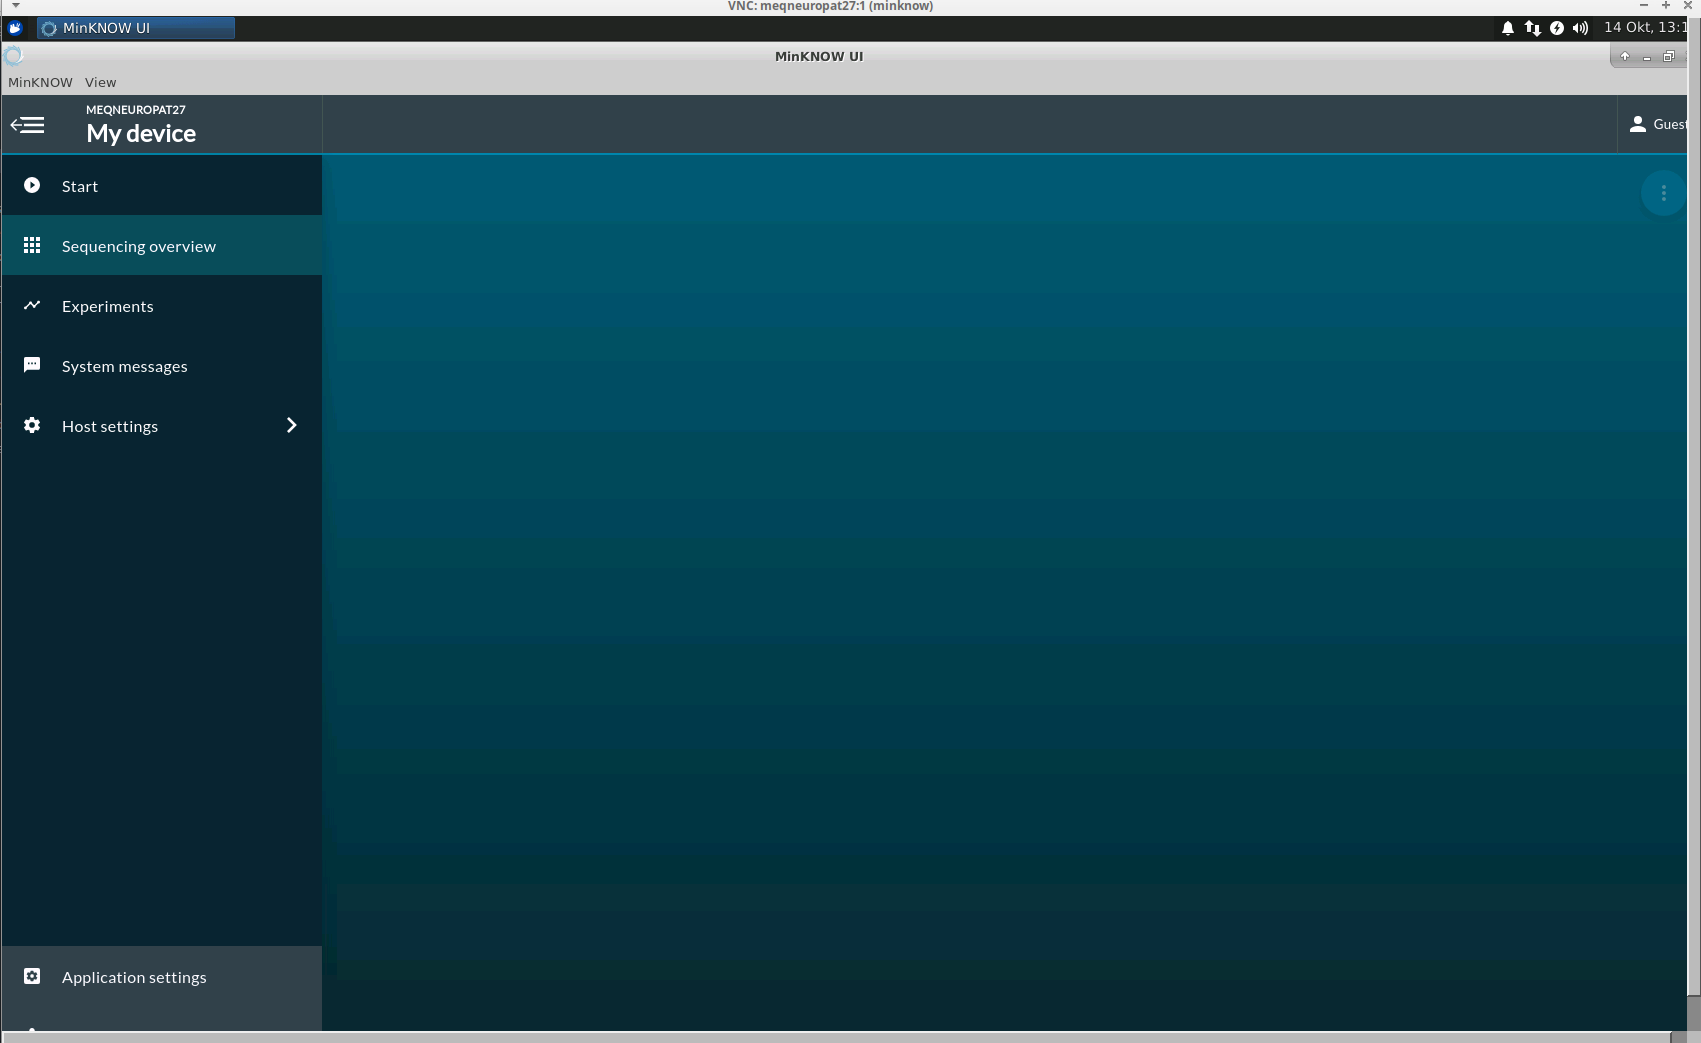 VNC: meqneuropat27:1 (minknow)
MinKNOW UI
14 Okt, 13:1
MinKNOW UI
MinKNOW View
MEQNEUROPAT27
My device
Guest
Start
Sequencing overview
Experiments
System messages
Host settings
Application settings